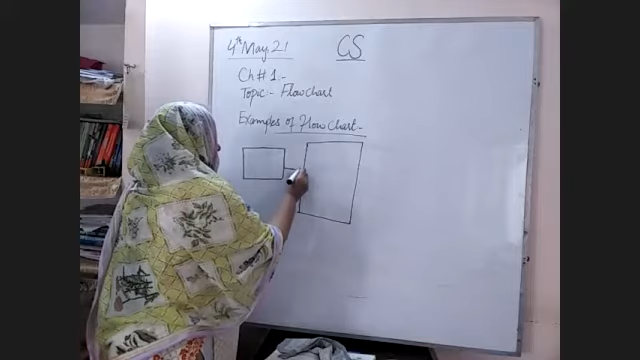 4th May, 21
CS
Ch # 1:-
Topic:- Flowchart
Examples of Flow Chart:-